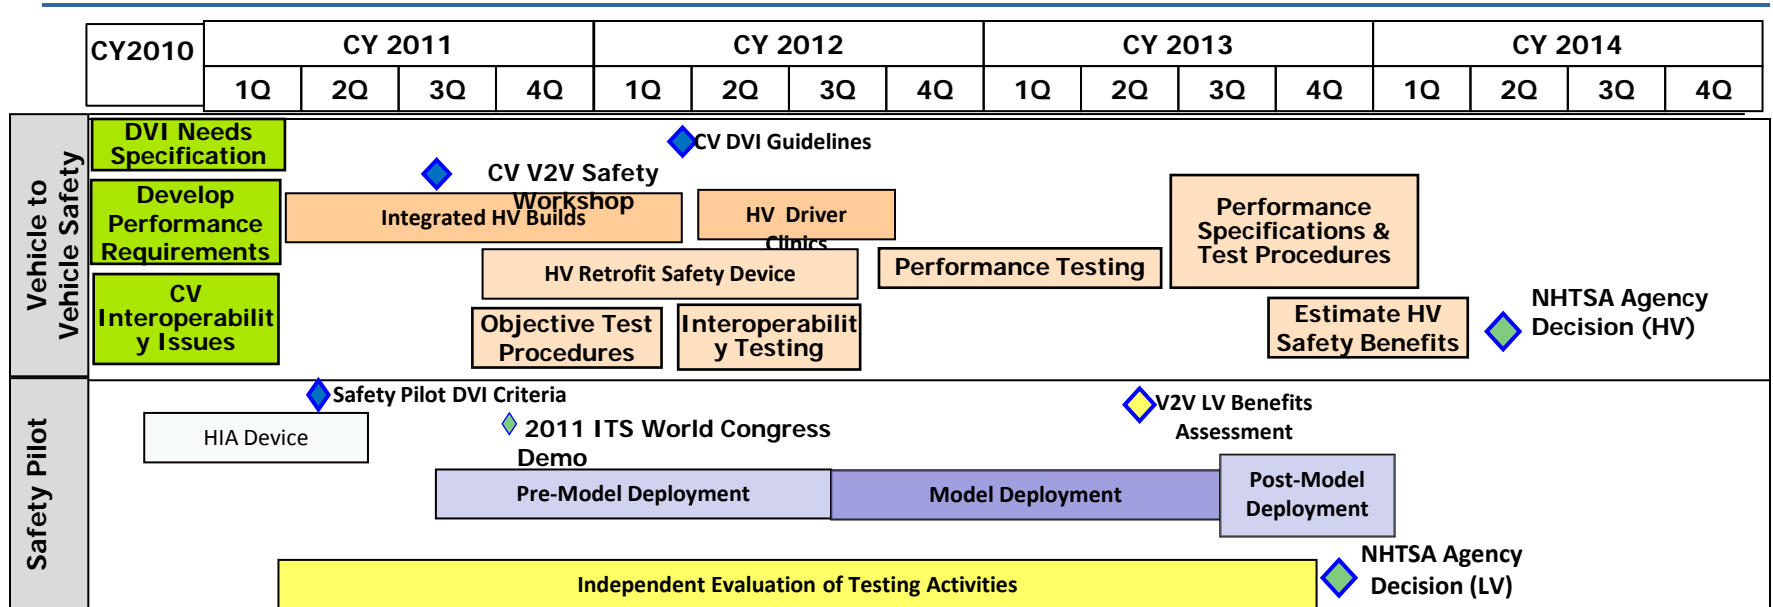 CY2010
CY 2011
CY 2012
CY 2013
CY 2014
1Q 2Q 3Q 4Q 1Q 2Q 3Q 4Q 1Q 2Q 3Q 4Q 1Q 2Q 3Q 4Q
Vehicle to
Vehicle Safety
DVI Needs
Specification
CV DVI Guidelines
CV V2V Safety
Workshop
Develop
Performance
Requirements
Integrated HV Builds
HV Driver
Clinics
Performance
Specifications &
Test Procedures
HV Retrofit Safety Device
Performance Testing
CV
Interoperabilit
y Issues
Objective Test
Procedures
Interoperabilit
y Testing
Estimate HV
Safety Benefits
NHTSA Agency
Decision (HV)
Safety Pilot
Safety Pilot DVI Criteria
HIA Device
2011 ITS World Congress
Demo
V2V LV Benefits
Assessment
Pre-Model Deployment
Model Deployment
Post-Model
Deployment
Independent Evaluation of Testing Activities
NHTSA Agency
Decision (LV)